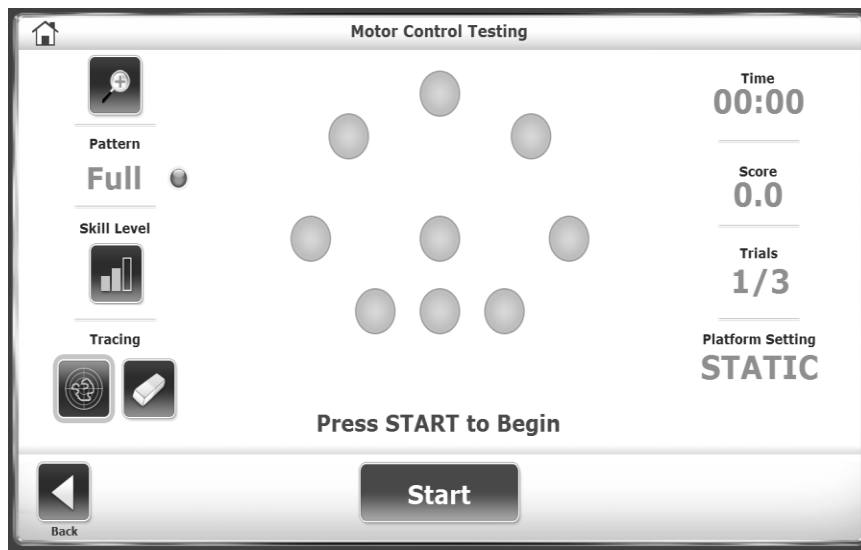 Motor Control Testing
Pattern
Full
Skill Level
Tracing
Time
00:00
Score
0.0
Trials
1/3
Platform Setting
STATIC
Press START to Begin
Back
Start